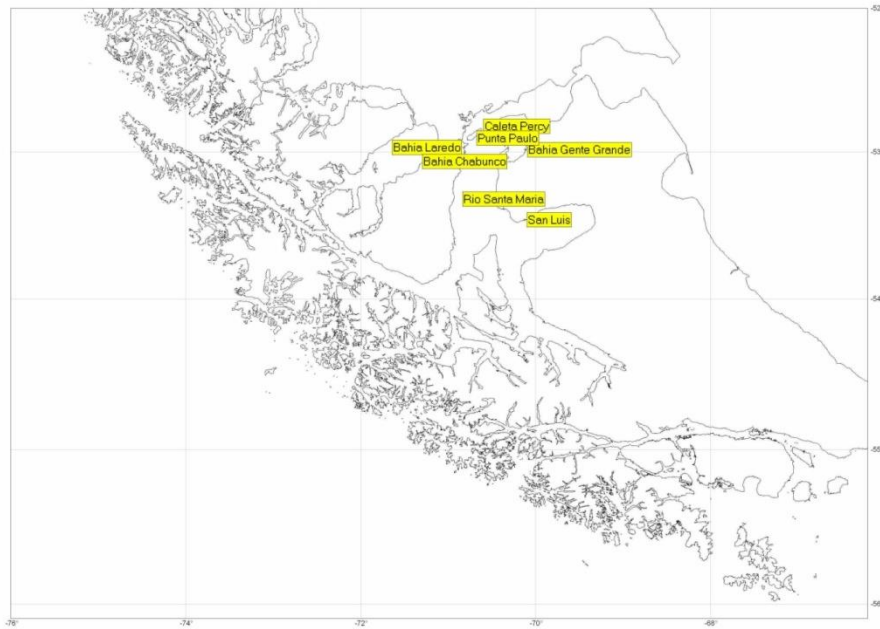 -52
Caleta Percy
Punta Paulo
Bahia Laredo
Bahia Gente Grande
-53
Bahia Chabunco
Rio Santa Maria
San Luis
-54
-55
-56
-76°
-74°
-72°
-70°
-68°